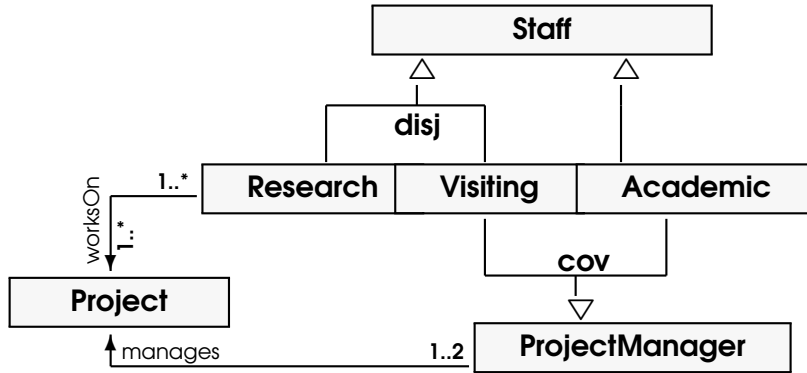 Staff
disj
Research
Visiting
Academic
1..*
worksOn
1..*
cov
Project
ProjectManager
1..2
manages